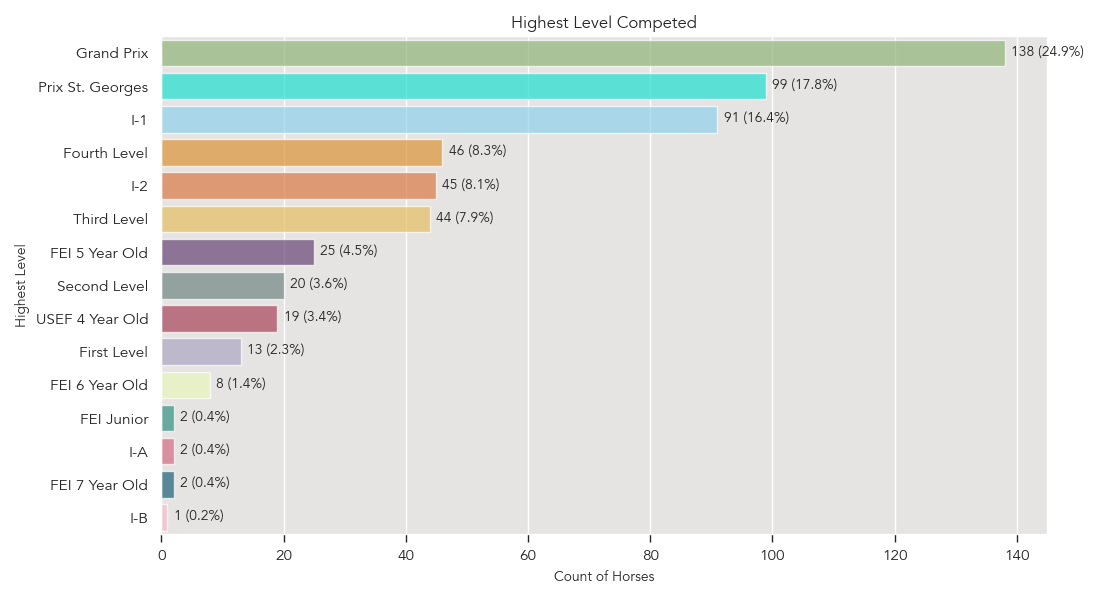 Highest Level Competed
Grand Prix 138 (24.9%)
Prix St. Georges 99 (17.8%)
I-1 91 (16.4%)
Fourth Level 46 (8.3%)
I-2 45 (8.1%)
Third Level 44 (7.9%)
FEI 5 Year Old 25 (4.5%)
Second Level 20 (3.6%)
USEF 4 Year Old 19 (3.4%)
First Level 13 (2.3%)
FEI 6 Year Old 8 (1.4%)
FEI Junior 2 (0.4%)
I-A 2 (0.4%)
FEI 7 Year Old 2 (0.4%)
I-B 1 (0.2%)
Highest Level
0 20 40 60 80 100 120 140
Count of Horses